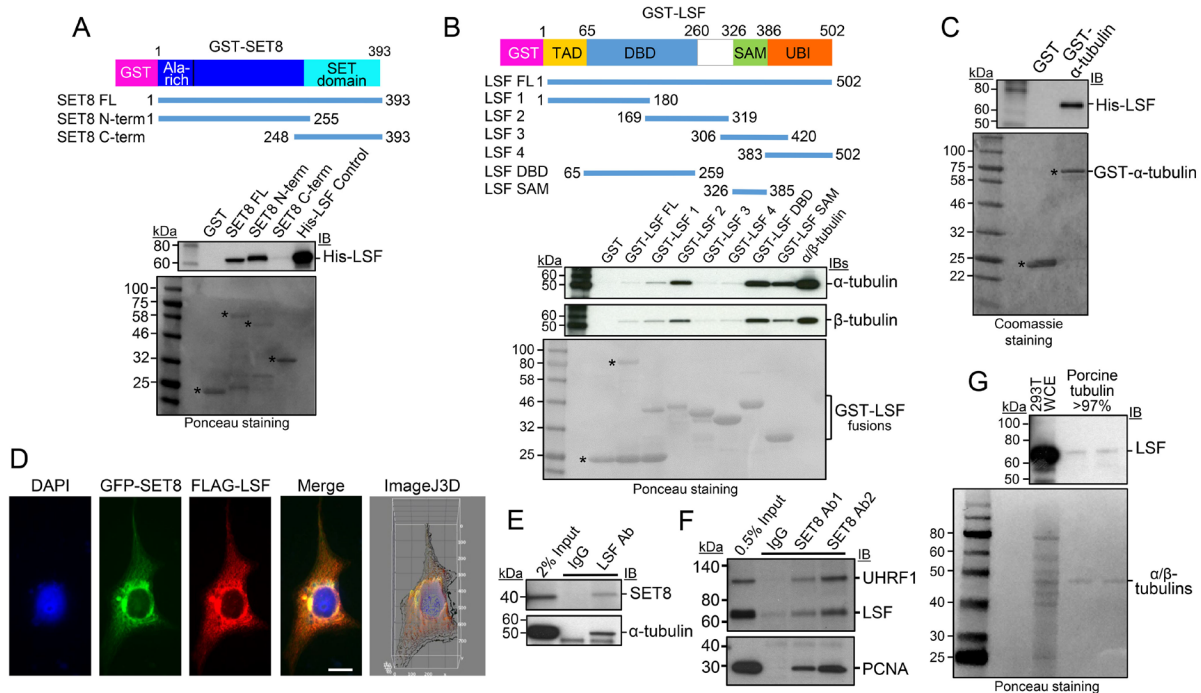 A
GST-SET8
1 393
GST Ala-rich SET domain
SET8 FL 1 393
SET8 N-term 1 255
SET8 C-term 248 393
GST SET8 FL SET8 N-term SET8 C-term His-LSF Control
kDa IB
80
60
His-LSF
100
75
58
46
32
25
* * * *
Ponceau staining
B
GST-LSF
1 65 260 326 386 502
GST TAD DBD SAM UBI
LSF FL 1 502
LSF 1 1 180
LSF 2 169 319
LSF 3 306 420
LSF 4 383 502
LSF DBD 65 259
LSF SAM 326 385
GST GST-LSF FL GST-LSF 1 GST-LSF 2 GST-LSF 3 GST-LSF 4 GST-LSF DBD GST-LSF SAM α/β-tubulin
kDa IBs
60
50
α-tubulin
60
50
β-tubulin
100
80
58
46
32
25
* *
GST-LSF
fusions
Ponceau staining
C
GST GST-α-tubulin
kDa IB
80
60
50
His-LSF
100
75
58
46
32
25
22
* *
GST-α-tubulin
Coomassie
staining
D
DAPI GFP-SET8 FLAG-LSF Merge ImageJ3D
E
2% Input IgG LSF Ab
kDa IB
40
SET8
60
50
α-tubulin
F
0.5% Input IgG SET8 Ab1 SET8 Ab2
kDa IB
140
100
80
60
UHRF1
LSF
40
30
PCNA
G
293T
WCE
Porcine
tubulin
>97%
kDa IB
100
80
60
LSF
80
60
50
40
30
25
α/β-
tubulins
Ponceau staining